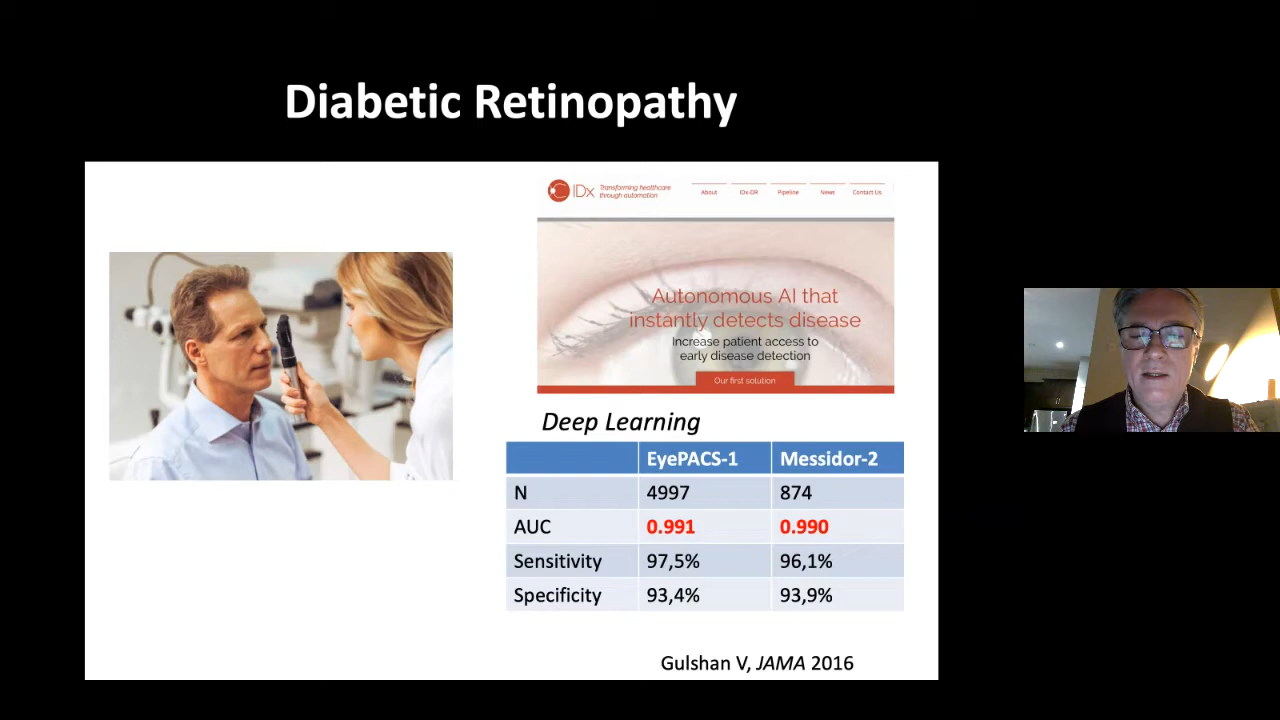 Diabetic Retinopathy
IDx
Transforming healthcare
through automation
About
IDx-DR
Pipeline
News
Contact Us
Autonomous AI that
instantly detects disease
Increase patient access to
early disease detection
Our first solution
Deep Learning
EyePACS-1 Messidor-2
N 4997 874
AUC 0.991 0.990
Sensitivity 97,5% 96,1%
Specificity 93,4% 93,9%
Gulshan V, JAMA 2016